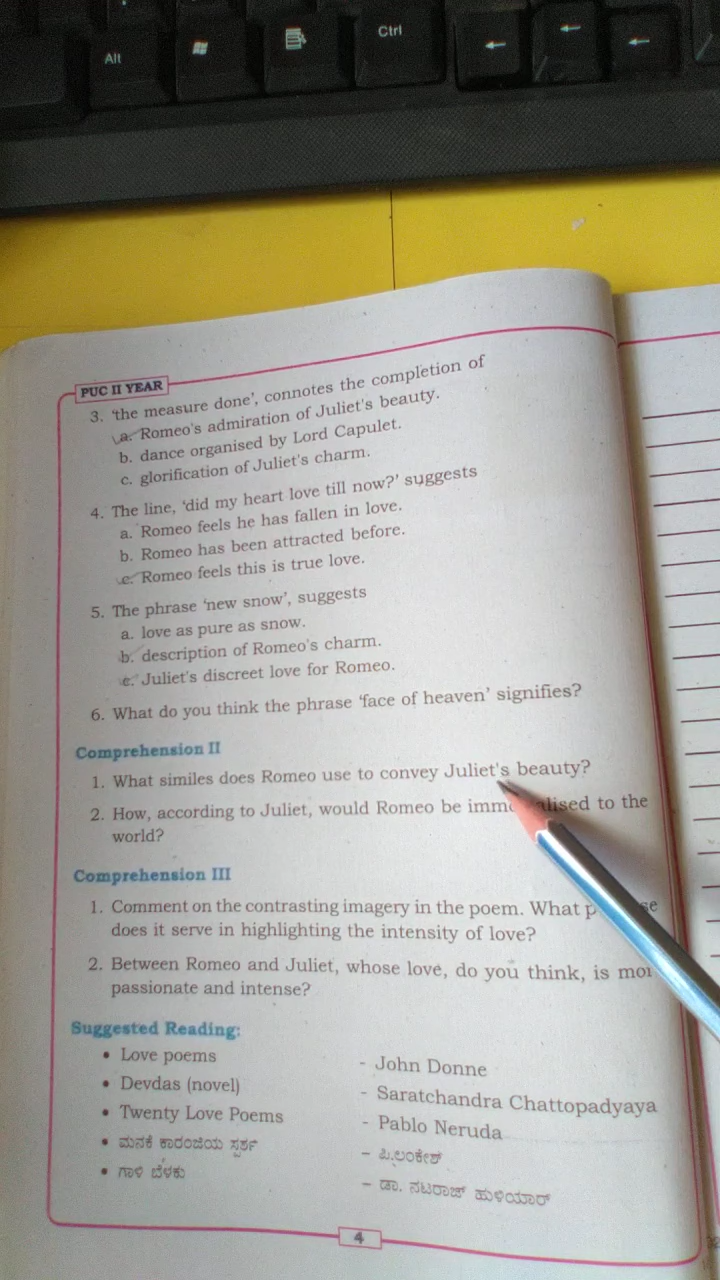 Alt
Ctrl
PUC II YEAR
3. 'the measure done', connotes the completion of
a. Romeo's admiration of Juliet's beauty.
b. dance organised by Lord Capulet.
c. glorification of Juliet's charm.
4. The line, 'did my heart love till now?' suggests
a. Romeo feels he has fallen in love.
b. Romeo has been attracted before.
c. Romeo feels this is true love.
5. The phrase 'new snow', suggests
a. love as pure as snow.
b. description of Romeo's charm.
c. Juliet's discreet love for Romeo.
6. What do you think the phrase 'face of heaven' signifies?
Comprehension II
1. What similes does Romeo use to convey Juliet's beauty?
2. How, according to Juliet, would Romeo be to the
world?
Comprehension III
1. Comment on the contrasting imagery in the poem. What
does it serve in highlighting the intensity of love?
2. Between Romeo and Juliet, whose love, do you think, is
passionate and intense?
Suggested Reading:
• Love poems - John Donne
• Devdas (novel) - Saratchandra Chattopadyaya
• Twenty Love Poems - Pablo Neruda
• ಮನಕೆ ಕಾರಂಜಿಯ ಸ್ಪರ್ಶ - ಪಿ.ಲಂಕೇಶ್
• ಗಾಳಿ ಬೆಳಕು - ಡಾ. ನಟರಾಜ್ ಹುಳಿಯಾರ್
4